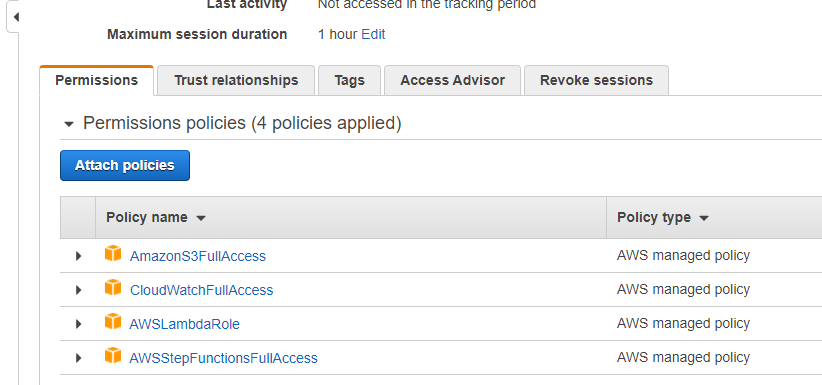 Last activity Not accessed in the tracking period
Maximum session duration 1 hour Edit
Permissions Trust relationships Tags Access Advisor Revoke sessions
Permissions policies (4 policies applied)
Attach policies
Policy name Policy type
AmazonS3FullAccess AWS managed policy
CloudWatchFullAccess AWS managed policy
AWSLambdaRole AWS managed policy
AWSStepFunctionsFullAccess AWS managed policy